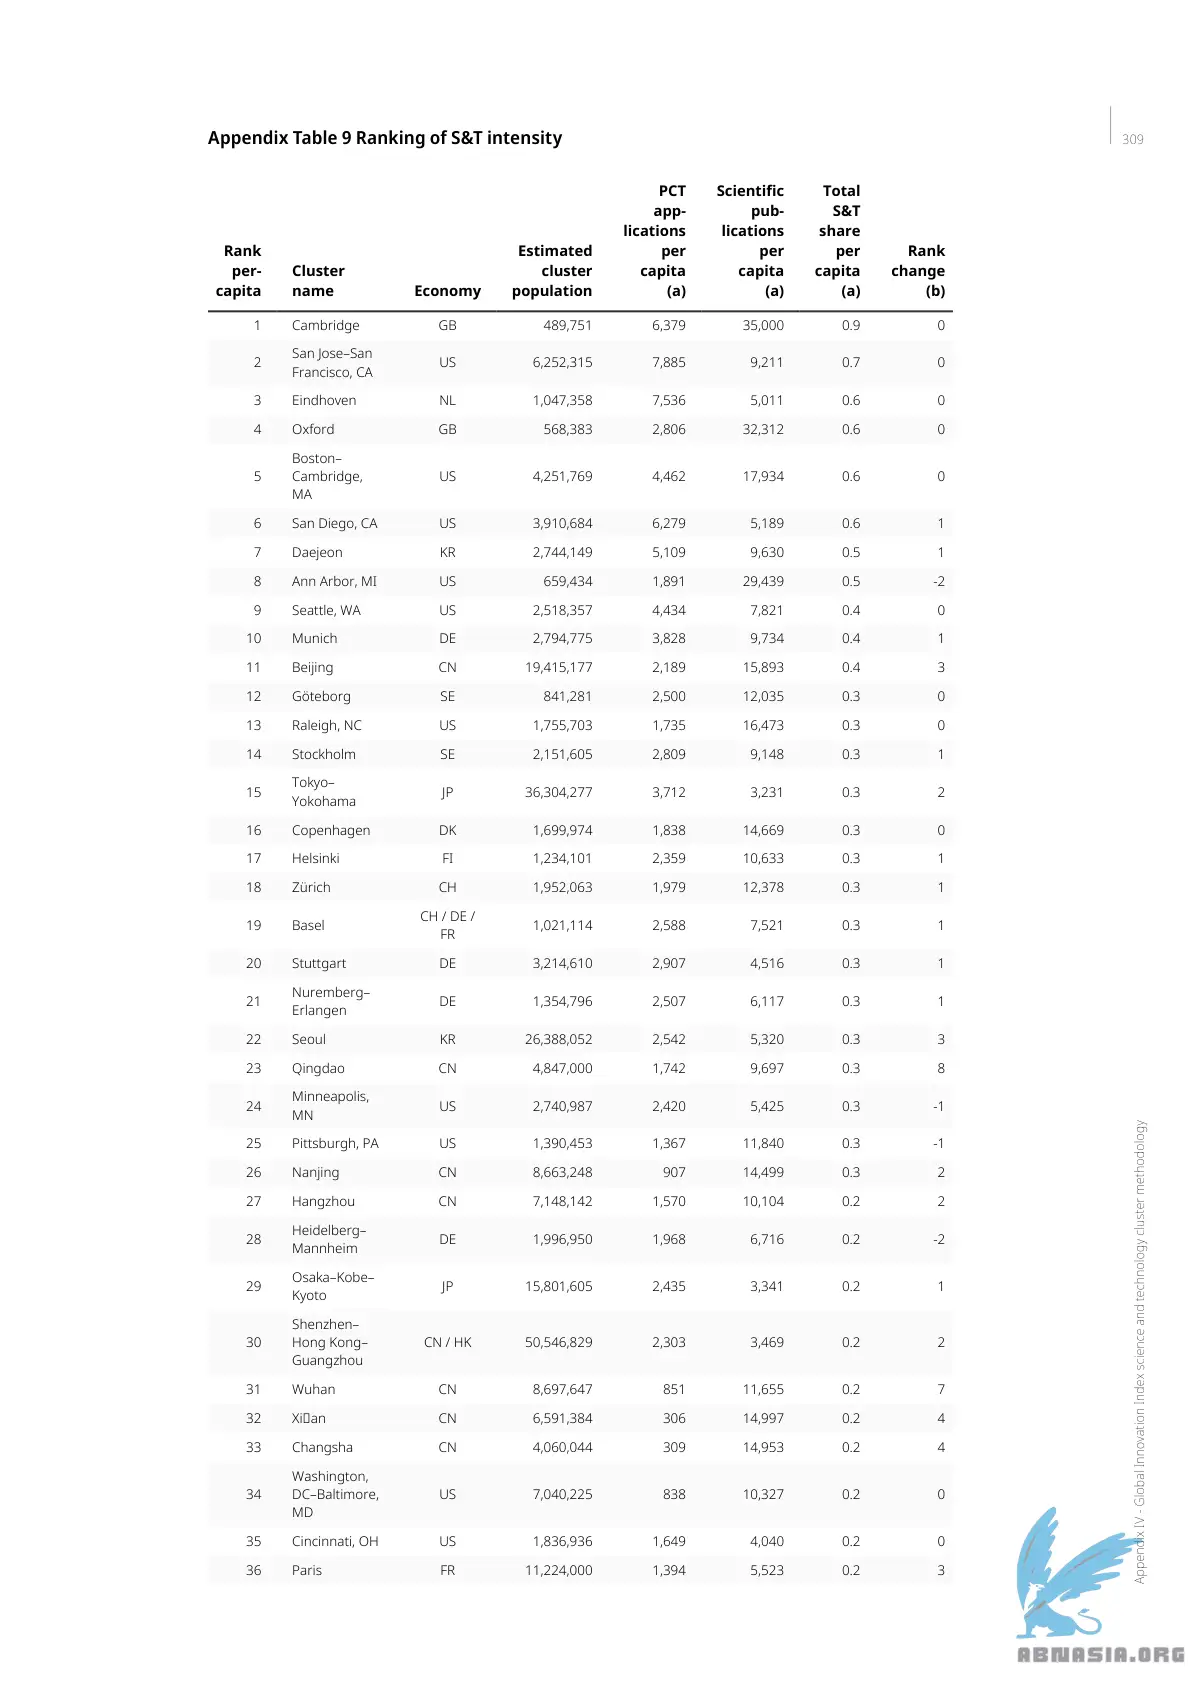 Appendix Table 9 Ranking of S&T intensity
309
Rank per-capita Cluster name Economy Estimated cluster population PCT app-lications per capita (a) Scientific pub-lications per capita (a) Total S&T share per capita (a) Rank change (b)
1 Cambridge GB 489,751 6,379 35,000 0.9 0
2 San Jose–San Francisco, CA US 6,252,315 7,885 9,211 0.7 0
3 Eindhoven NL 1,047,358 7,536 5,011 0.6 0
4 Oxford GB 568,383 2,806 32,312 0.6 0
5 Boston–Cambridge, MA US 4,251,769 4,462 17,934 0.6 0
6 San Diego, CA US 3,910,684 6,279 5,189 0.6 1
7 Daejeon KR 2,744,149 5,109 9,630 0.5 1
8 Ann Arbor, MI US 659,434 1,891 29,439 0.5 -2
9 Seattle, WA US 2,518,357 4,434 7,821 0.4 0
10 Munich DE 2,794,775 3,828 9,734 0.4 1
11 Beijing CN 19,415,177 2,189 15,893 0.4 3
12 Göteborg SE 841,281 2,500 12,035 0.3 0
13 Raleigh, NC US 1,755,703 1,735 16,473 0.3 0
14 Stockholm SE 2,151,605 2,809 9,148 0.3 1
15 Tokyo–Yokohama JP 36,304,277 3,712 3,231 0.3 2
16 Copenhagen DK 1,699,974 1,838 14,669 0.3 0
17 Helsinki FI 1,234,101 2,359 10,633 0.3 1
18 Zürich CH 1,952,063 1,979 12,378 0.3 1
19 Basel CH / DE / FR 1,021,114 2,588 7,521 0.3 1
20 Stuttgart DE 3,214,610 2,907 4,516 0.3 1
21 Nuremberg–Erlangen DE 1,354,796 2,507 6,117 0.3 1
22 Seoul KR 26,388,052 2,542 5,320 0.3 3
23 Qingdao CN 4,847,000 1,742 9,697 0.3 8
24 Minneapolis, MN US 2,740,987 2,420 5,425 0.3 -1
25 Pittsburgh, PA US 1,390,453 1,367 11,840 0.3 -1
26 Nanjing CN 8,663,248 907 14,499 0.3 2
27 Hangzhou CN 7,148,142 1,570 10,104 0.2 2
28 Heidelberg–Mannheim DE 1,996,950 1,968 6,716 0.2 -2
29 Osaka–Kobe–Kyoto JP 15,801,605 2,435 3,341 0.2 1
30 Shenzhen–Hong Kong–Guangzhou CN / HK 50,546,829 2,303 3,469 0.2 2
31 Wuhan CN 8,697,647 851 11,655 0.2 7
32 Xi▯an CN 6,591,384 306 14,997 0.2 4
33 Changsha CN 4,060,044 309 14,953 0.2 4
34 Washington, DC–Baltimore, MD US 7,040,225 838 10,327 0.2 0
35 Cincinnati, OH US 1,836,936 1,649 4,040 0.2 0
36 Paris FR 11,224,000 1,394 5,523 0.2 3
Appendix IV - Global Innovation Index science and technology cluster methodology
ABNASIA.ORG